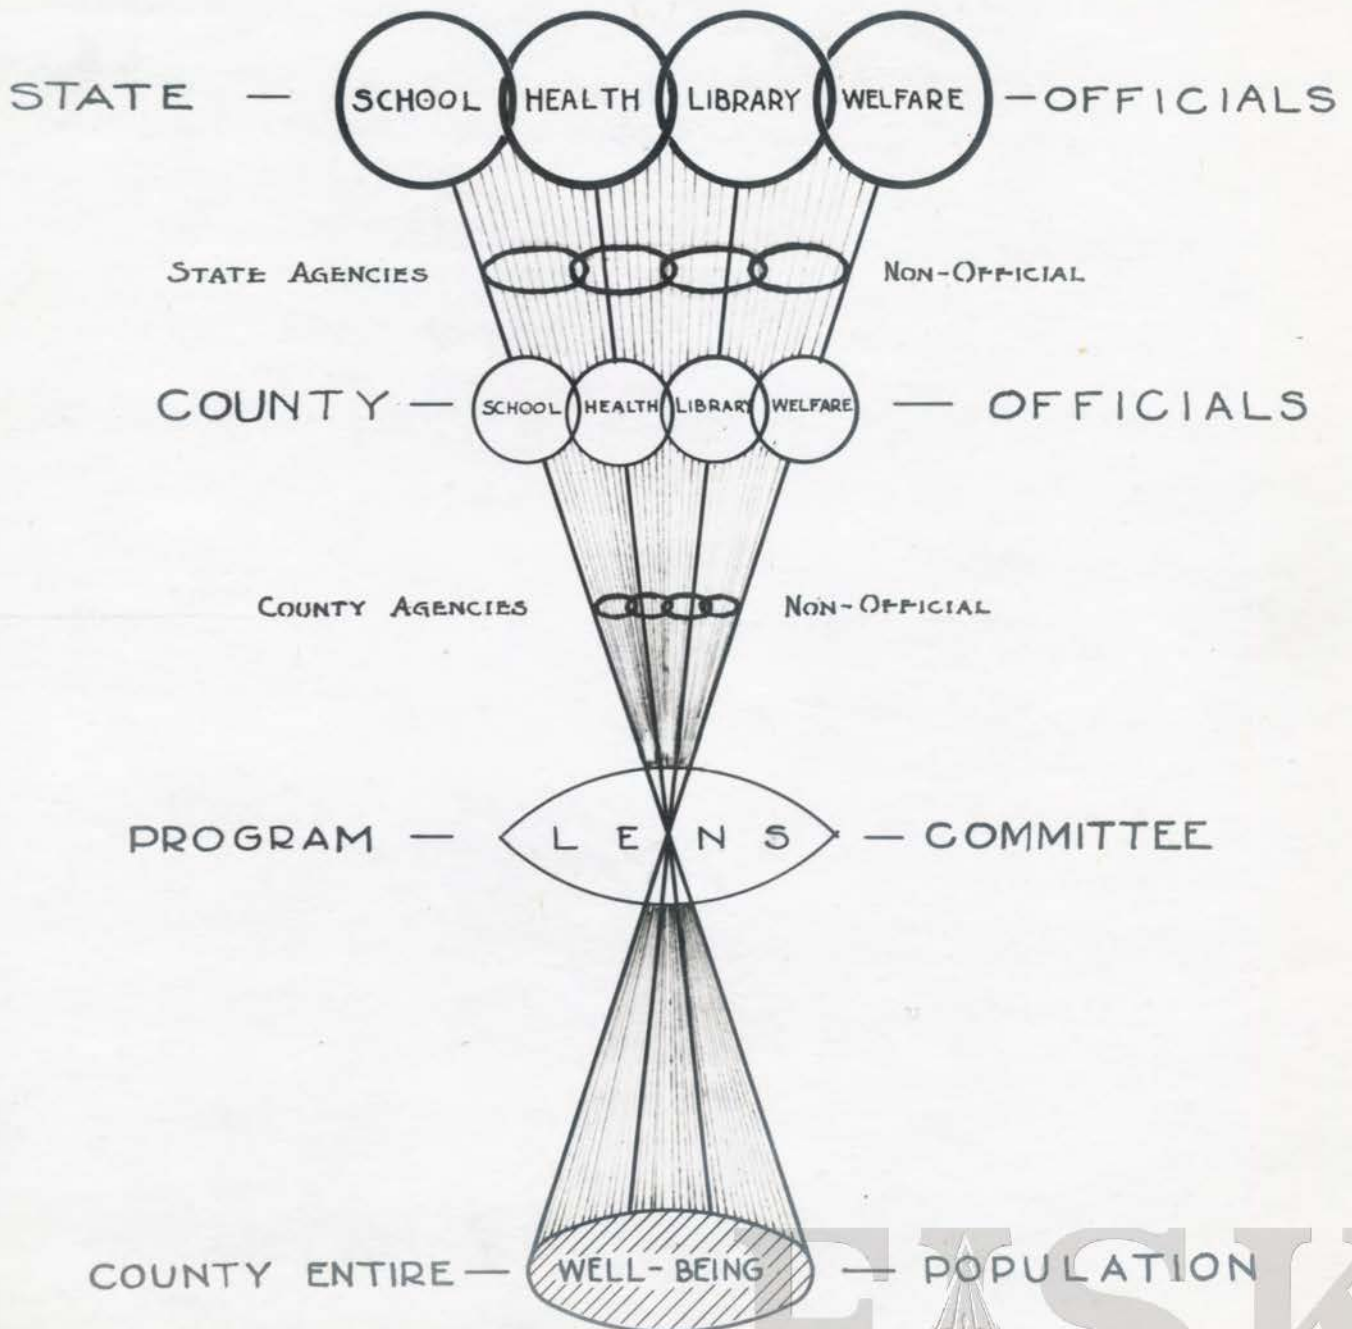 STATE — SCHOOL HEALTH LIBRARY WELFARE — OFFICIALS
STATE AGENCIES NON-OFFICIAL
COUNTY — SCHOOL HEALTH LIBRARY WELFARE — OFFICIALS
COUNTY AGENCIES NON-OFFICIAL
PROGRAM — LENS — COMMITTEE
COUNTY ENTIRE — WELL-BEING — POPULATION